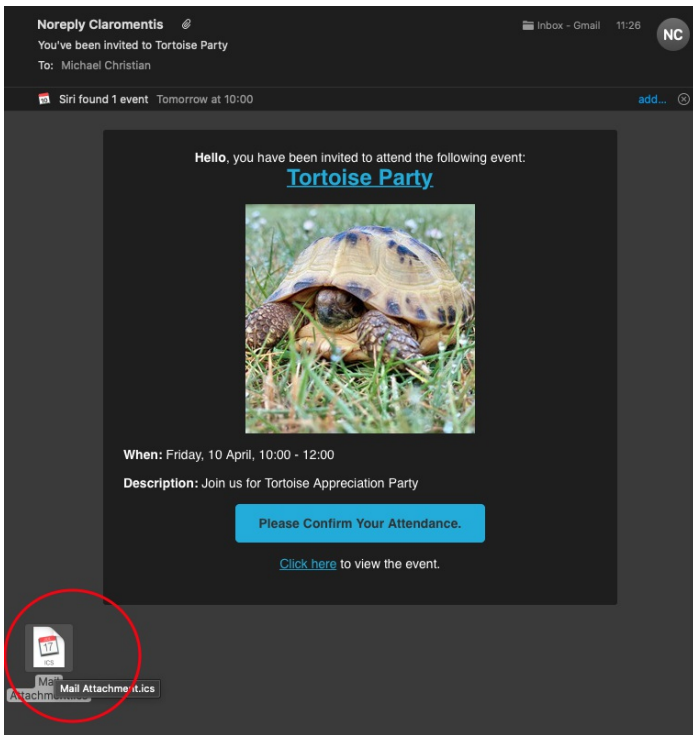 Noreply Claromentis
Inbox - Gmail 11:26
NC
You've been invited to Tortoise Party
To: Michael Christian
Siri found 1 event Tomorrow at 10:00 add...
Hello, you have been invited to attend the following event:
Tortoise Party
When: Friday, 10 April, 10:00 - 12:00
Description: Join us for Tortoise Appreciation Party
Please Confirm Your Attendance.
Click here to view the event.
17
ICS
Mail Attachment.ics